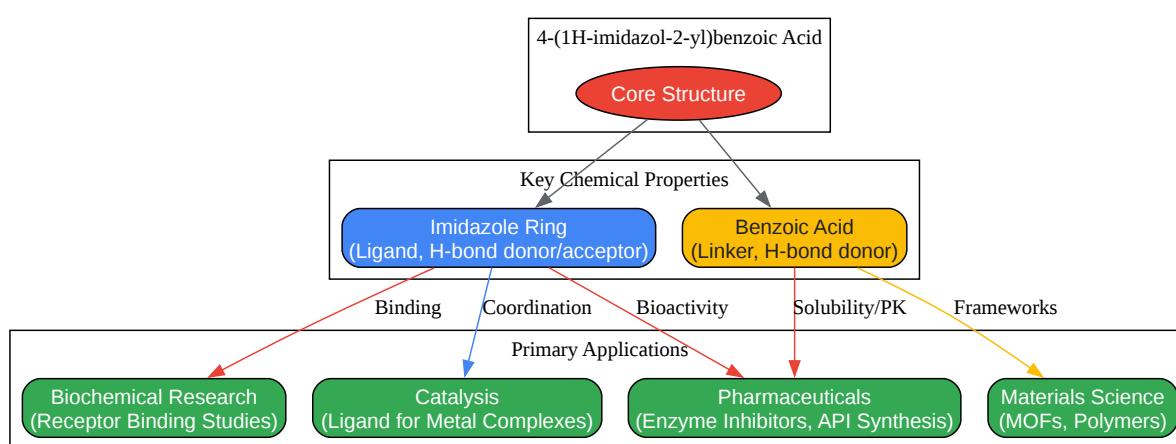 4-(1H-imidazol-2-yl)benzoic Acid
Core Structure
Key Chemical Properties
Imidazole Ring
(Ligand, H-bond donor/acceptor)
Benzoic Acid
(Linker, H-bond donor)
Binding
Coordination
Bioactivity
Solubility/PK
Frameworks
Primary Applications
Biochemical Research
(Receptor Binding Studies)
Catalysis
(Ligand for Metal Complexes)
Pharmaceuticals
(Enzyme Inhibitors, API Synthesis)
Materials Science
(MOFs, Polymers)